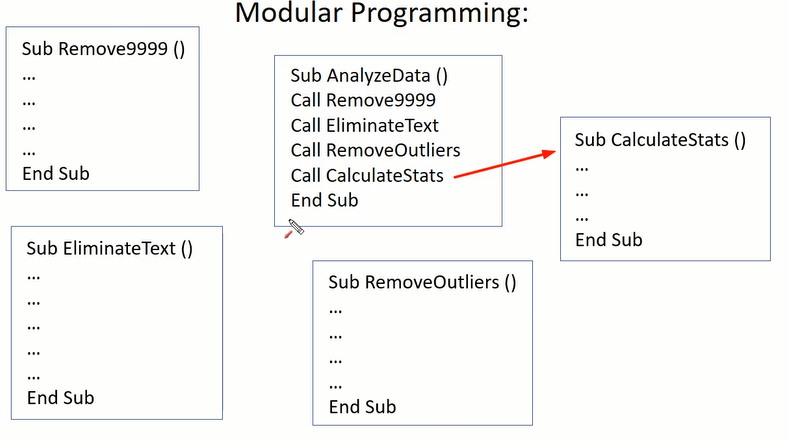 Modular Programming:
Sub Remove9999 ()
...
...
...
...
End Sub
Sub AnalyzeData ()
Call Remove9999
Call EliminateText
Call RemoveOutliers
Call CalculateStats
End Sub
Sub CalculateStats ()
...
...
...
End Sub
Sub EliminateText ()
...
...
...
...
...
End Sub
Sub RemoveOutliers ()
...
...
...
...
End Sub